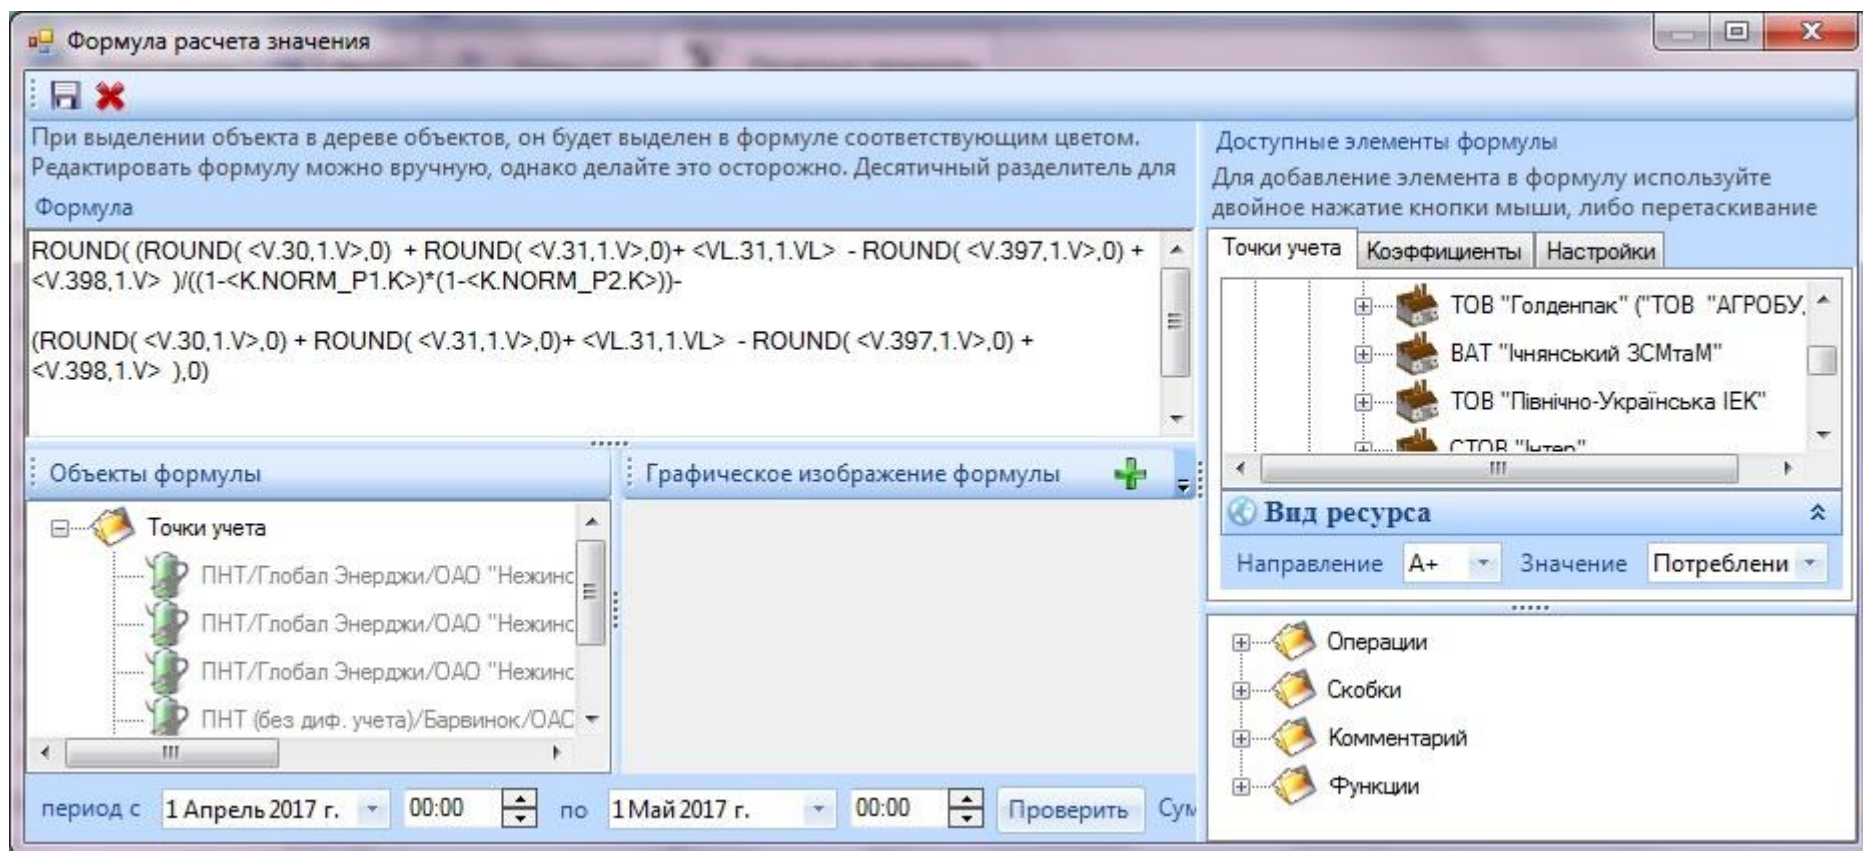 Формула расчета значения
При выделении объекта в дереве объектов, он будет выделен в формуле соответствующим цветом.
Редактировать формулу можно вручную, однако делайте это осторожно. Десятичный разделитель для
Формула
ROUND( (ROUND( <V.30,1.V>,0)  + ROUND( <V.31,1.V>,0)+ <VL.31,1.VL>  - ROUND( <V.397,1.V>,0) +
<V.398,1.V>  )/((1-<K.NORM_P1.K>)*(1-<K.NORM_P2.K>))-
(ROUND( <V.30,1.V>,0) + ROUND( <V.31,1.V>,0)+ <VL.31,1.VL>  - ROUND( <V.397,1.V>,0) +
<V.398,1.V>  ),0)
Объекты формулы
Точки учета
ПНТ/Глобал Энерджи/ОАО "Нежинс
ПНТ/Глобал Энерджи/ОАО "Нежинс
ПНТ/Глобал Энерджи/ОАО "Нежинс
ПНТ (без диф. учета)/Барвинок/ОАС
Графическое изображение формулы
период с 1 Апрель 2017 г. 00:00 по 1 Май 2017 г. 00:00 Проверить Сум
Доступные элементы формулы
Для добавление элемента в формулу используйте
двойное нажатие кнопки мыши, либо перетаскивание
Точки учета Коэффициенты Настройки
ТОВ "Голденпак" ("ТОВ  "АГРОБУ,
ВАТ "Ічнянський ЗСМтаМ"
ТОВ "Північно-Українська ІЕК"
СТОВ "Інтер"
Вид ресурса
Направление A+ Значение Потреблени
Операции
Скобки
Комментарий
Функции